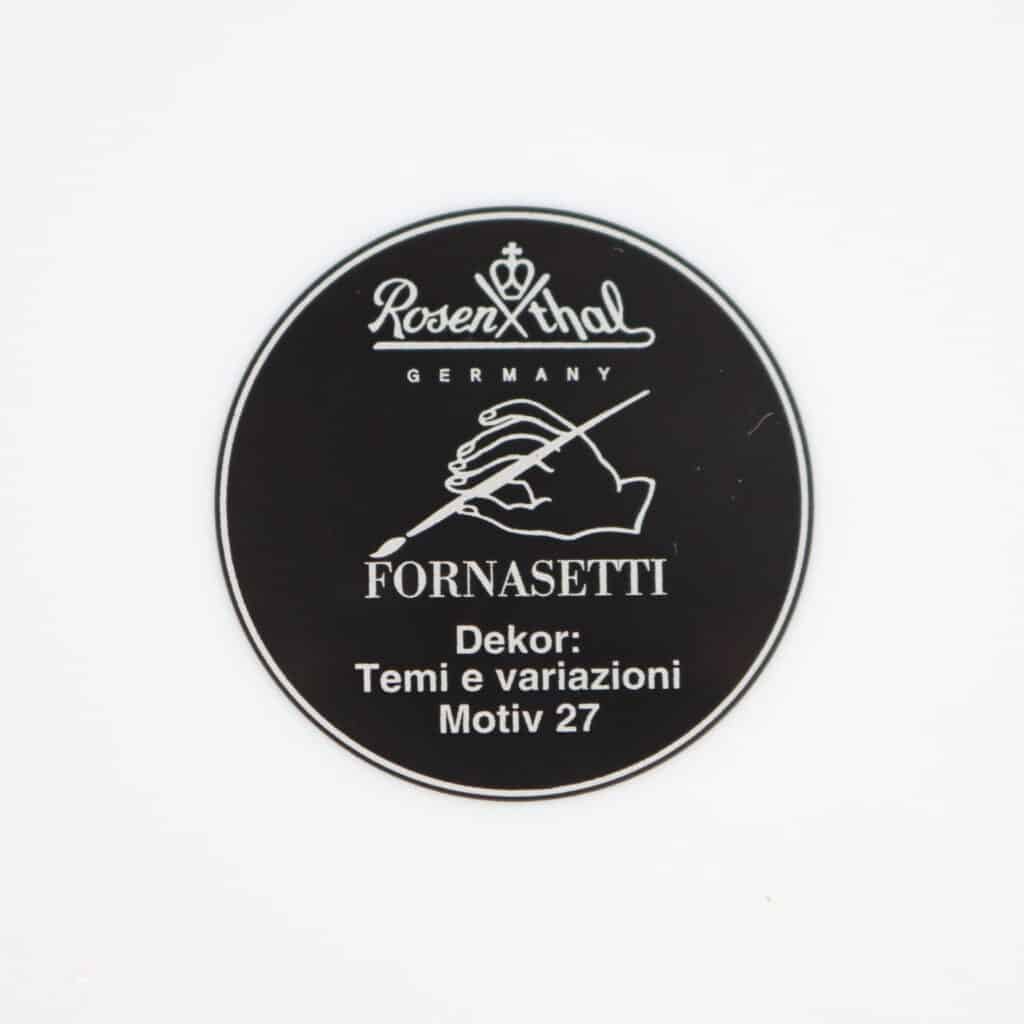 Rosenthal
GERMANY
FORNASETTI
Dekor:
Temi e variazioni
Motiv 27